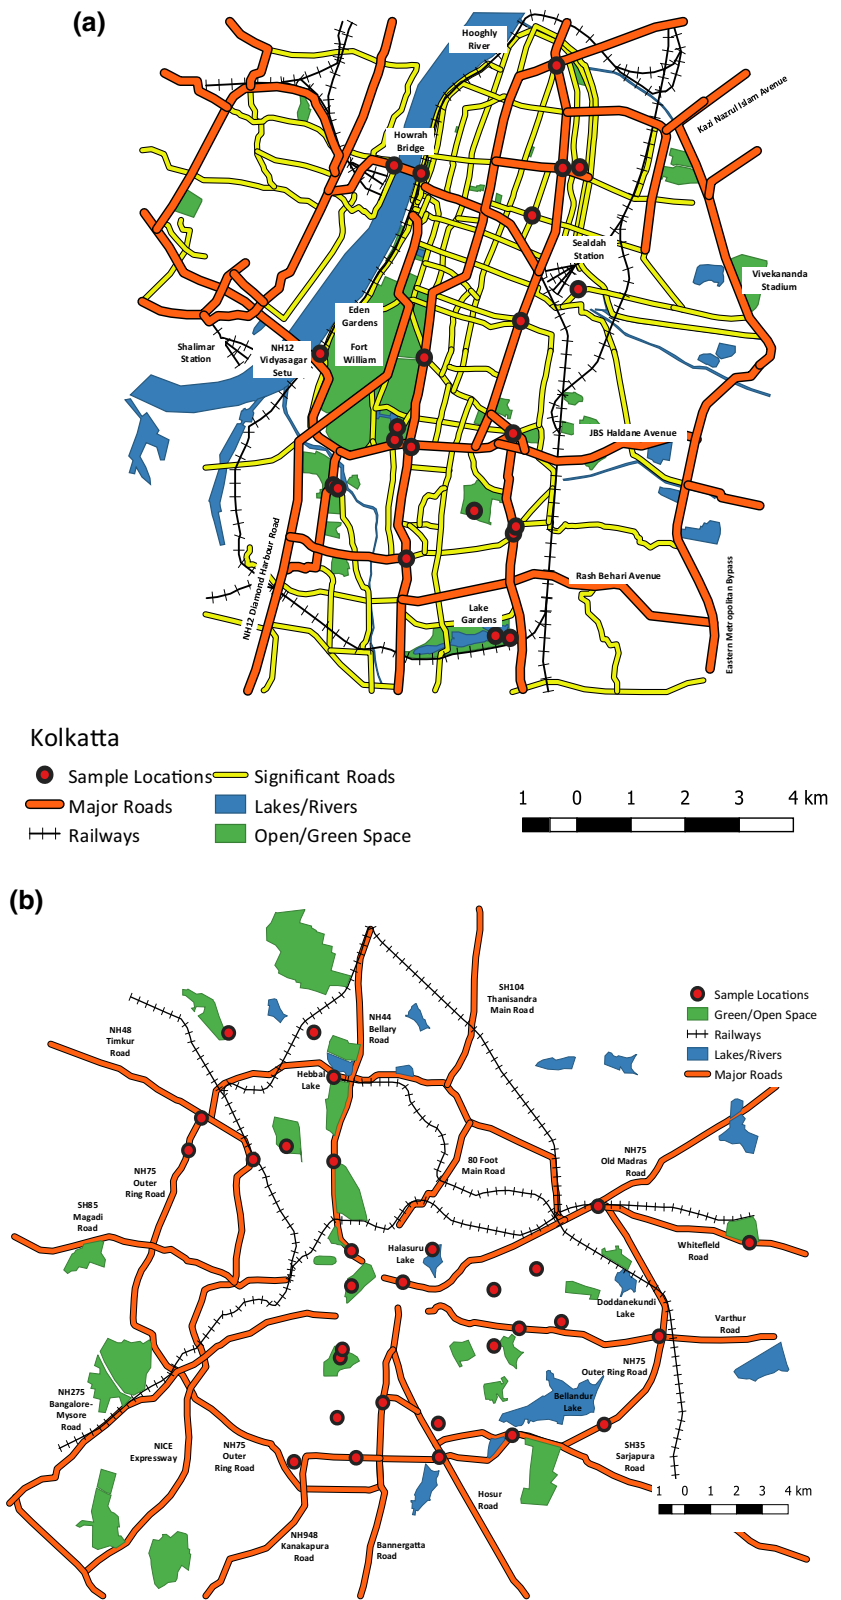 (a)
Hooghly
River
Kazi Nazrul Islam Avenue
Howrah
Bridge
Sealdah
Station
Vivekananda
Stadium
Eden
Gardens
Fort
William
Shalimar
Station
NH12
Vidyasagar
Setu
JBS Haldane Avenue
NH12 Diamond Harbour Road
Rash Behari Avenue
Eastern Metropolitan Bypass
Lake
Gardens
Kolkatta
Sample Locations
Significant Roads
Major Roads
Lakes/Rivers
Railways
Open/Green Space
1 0 1 2 3 4 km
(b)
SH104
Thanisandra
Main Road
Sample Locations
Green/Open Space
Railways
Lakes/Rivers
Major Roads
NH44
Bellary
Road
NH48
Timkur
Road
Hebbal
Lake
NH75
Old Madras
Road
80 Foot
Main Road
NH75
Outer
Ring Road
SH85
Magadi
Road
Halasuru
Lake
Whitefield
Road
Doddanekundi
Lake
Varthur
Road
NH75
Outer Ring Road
Bellandur
Lake
NH275
Bangalore-
Mysore
Road
NICE
Expressway
NH75
Outer
Ring Road
SH35
Sarjapura
Road
Hosur
Road
1 0 1 2 3 4 km
NH948
Kanakapura
Road
Bannergatta
Road